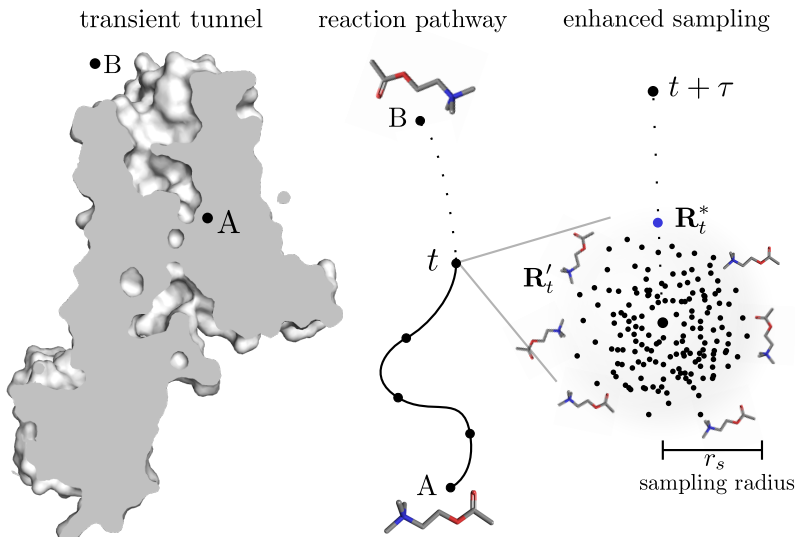 transient tunnel
reaction pathway
enhanced sampling
B
A
B
t
A
t + τ
R*ₜ
R′ₜ
rₛ
sampling radius